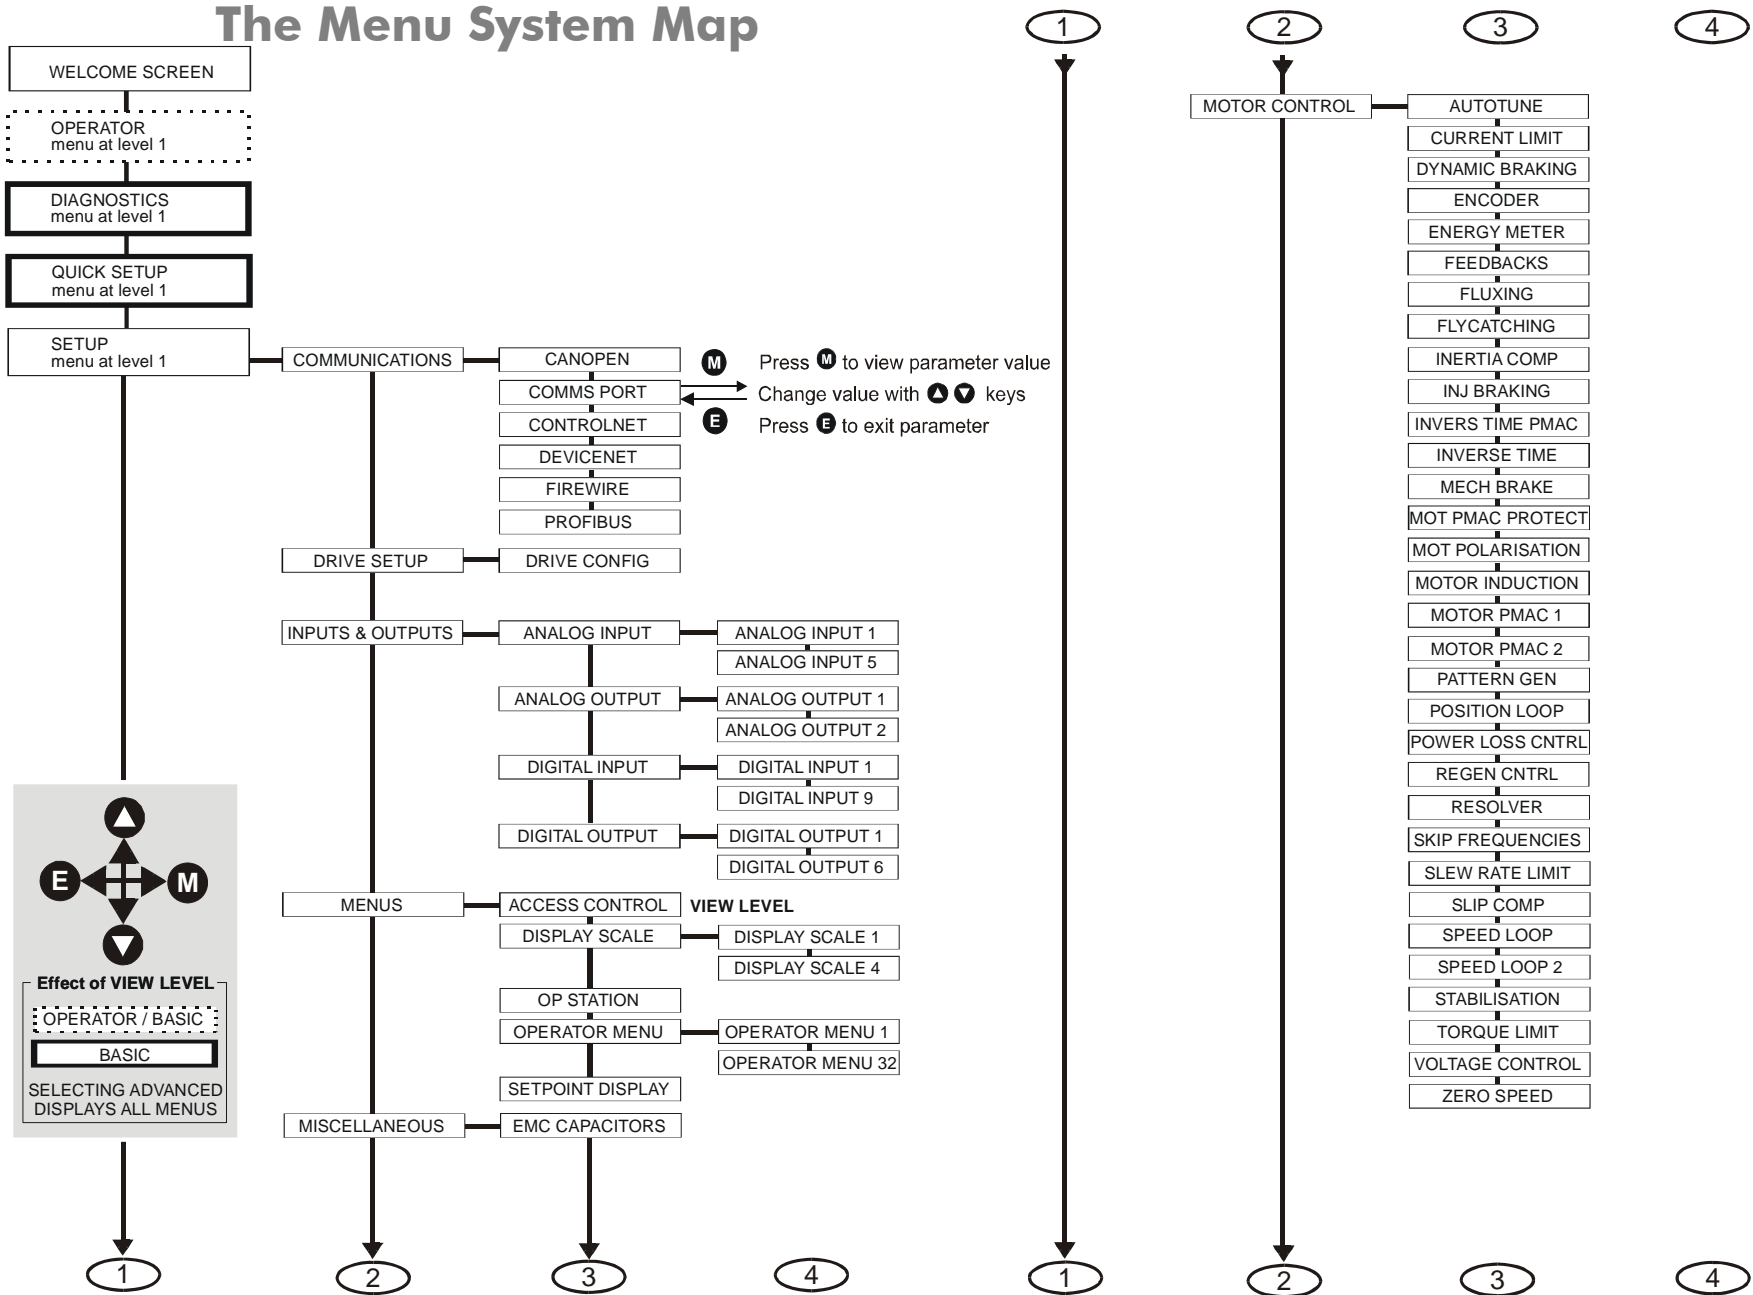 The Menu System Map
1
2
3
4
WELCOME SCREEN
OPERATOR
menu at level 1
DIAGNOSTICS
menu at level 1
QUICK SETUP
menu at level 1
SETUP
menu at level 1
COMMUNICATIONS
CANOPEN
COMMS PORT
CONTROLNET
DEVICENET
FIREWIRE
PROFIBUS
M
Press M to view parameter value
Change value with keys
E
Press E to exit parameter
DRIVE SETUP
DRIVE CONFIG
INPUTS & OUTPUTS
ANALOG INPUT
ANALOG INPUT 1
ANALOG INPUT 5
ANALOG OUTPUT
ANALOG OUTPUT 1
ANALOG OUTPUT 2
DIGITAL INPUT
DIGITAL INPUT 1
DIGITAL INPUT 9
DIGITAL OUTPUT
DIGITAL OUTPUT 1
DIGITAL OUTPUT 6
MENUS
ACCESS CONTROL
VIEW LEVEL
DISPLAY SCALE
DISPLAY SCALE 1
DISPLAY SCALE 4
OP STATION
OPERATOR MENU
OPERATOR MENU 1
OPERATOR MENU 32
SETPOINT DISPLAY
MISCELLANEOUS
EMC CAPACITORS
E
M
Effect of VIEW LEVEL
OPERATOR / BASIC
BASIC
SELECTING ADVANCED
DISPLAYS ALL MENUS
MOTOR CONTROL
AUTOTUNE
CURRENT LIMIT
DYNAMIC BRAKING
ENCODER
ENERGY METER
FEEDBACKS
FLUXING
FLYCATCHING
INERTIA COMP
INJ BRAKING
INVERS TIME PMAC
INVERSE TIME
MECH BRAKE
MOT PMAC PROTECT
MOT POLARISATION
MOTOR INDUCTION
MOTOR PMAC 1
MOTOR PMAC 2
PATTERN GEN
POSITION LOOP
POWER LOSS CNTRL
REGEN CNTRL
RESOLVER
SKIP FREQUENCIES
SLEW RATE LIMIT
SLIP COMP
SPEED LOOP
SPEED LOOP 2
STABILISATION
TORQUE LIMIT
VOLTAGE CONTROL
ZERO SPEED
1
2
3
4
1
2
3
4